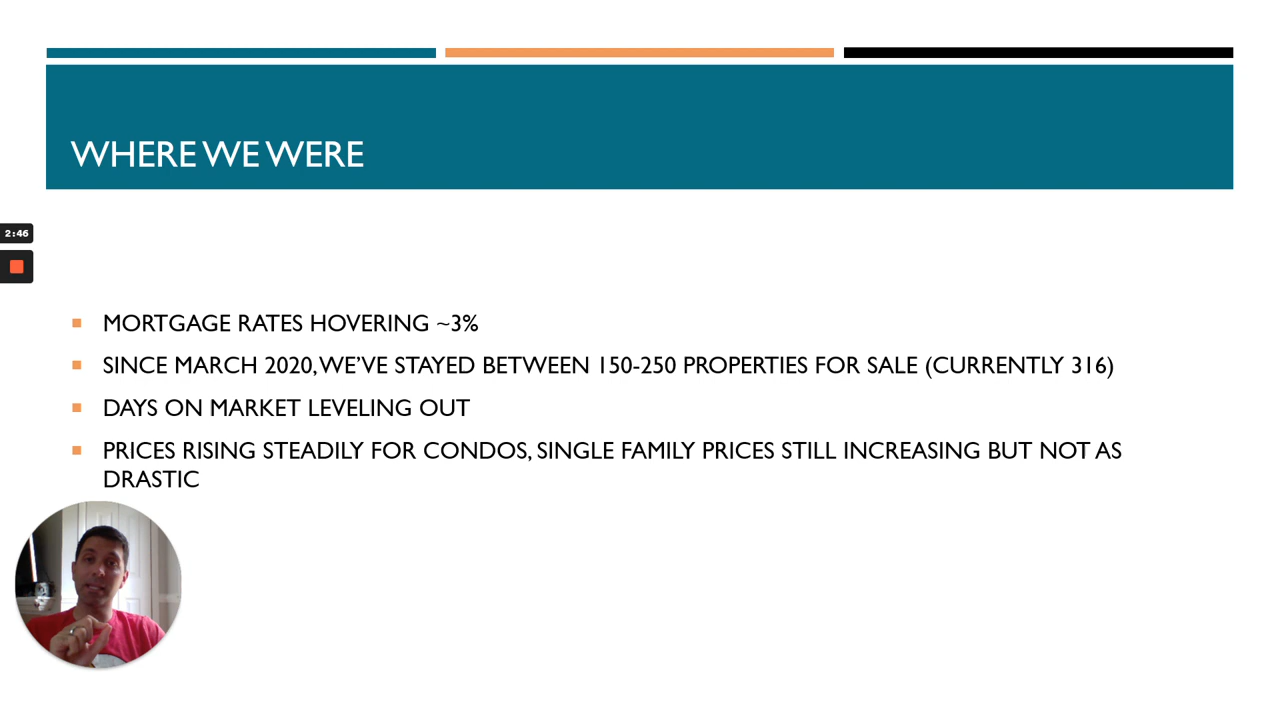 WHERE WE WERE
2:46
MORTGAGE RATES HOVERING ~3%
SINCE MARCH 2020, WE'VE STAYED BETWEEN 150-250 PROPERTIES FOR SALE (CURRENTLY 316)
DAYS ON MARKET LEVELING OUT
PRICES RISING STEADILY FOR CONDOS, SINGLE FAMILY PRICES STILL INCREASING BUT NOT AS
DRASTIC